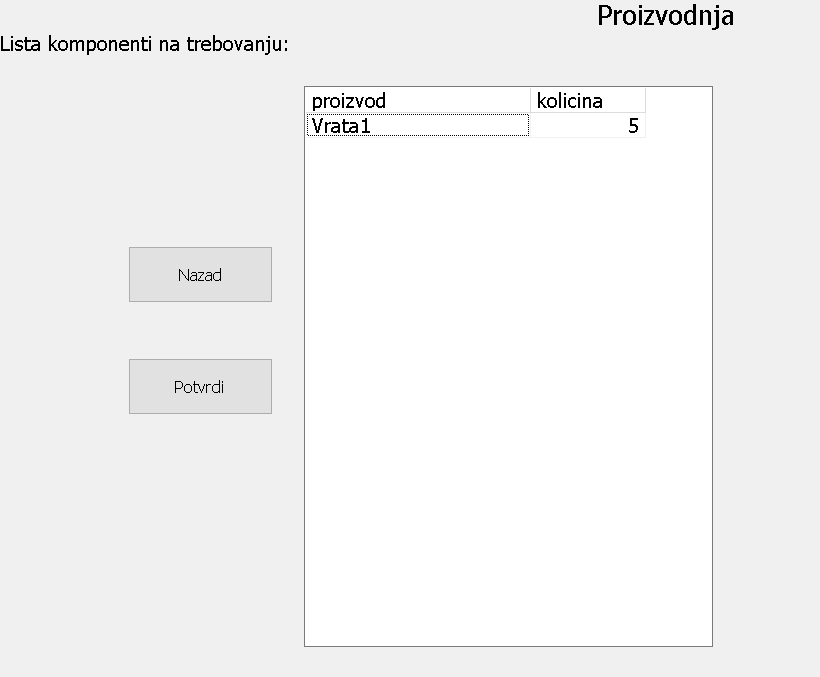 Proizvodnja
Lista komponenti na trebovanju:
proizvod kolicina
Vrata1 5
Nazad
Potvrdi